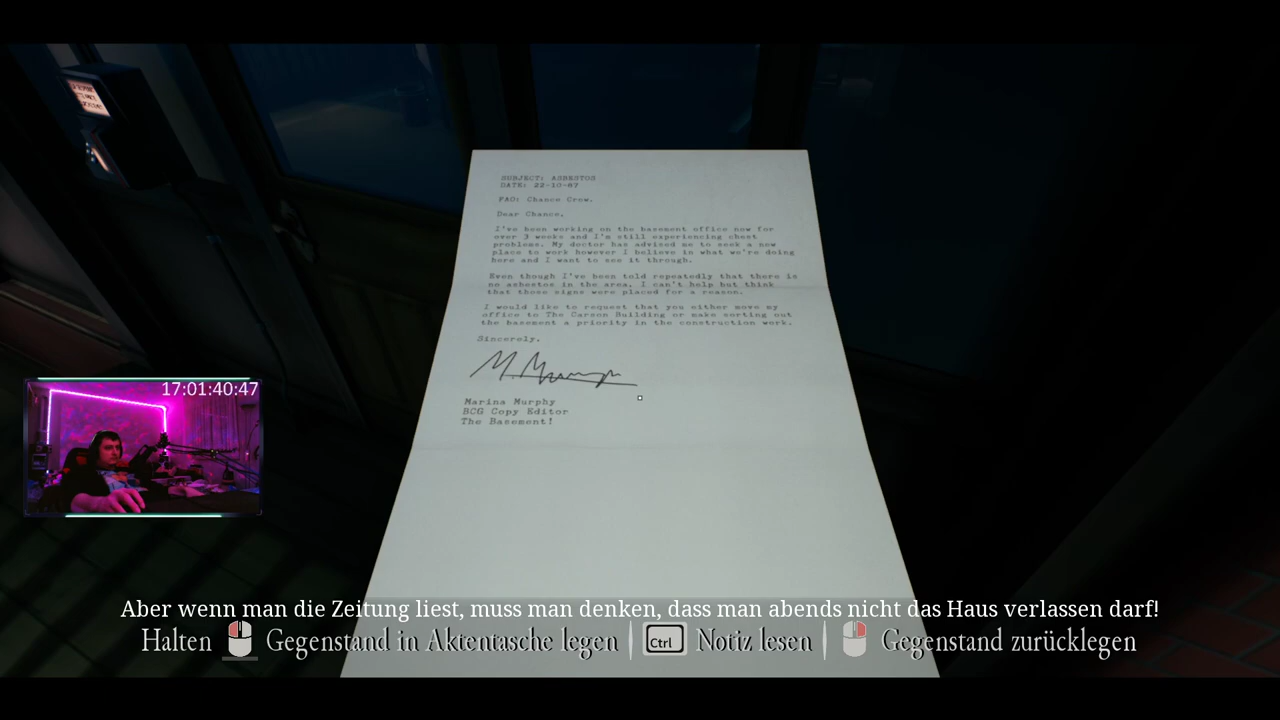 SUBJECT: ASBESTOS
DATE: 22-10-87
FAO: Chance Crow.
Dear Chance,
I've been working on the basement office now for
over 3 weeks and I'm still experiencing chest
problems. My doctor has advised me to seek a new
place to work however I believe in what we're doing
here and I want to see it through.
Even though I've been told repeatedly that there is
no asbestos in the area, I can't help but think
that those signs were placed for a reason.
I would like to request that you either move my
office to The Carson Building or make sorting out
the basement a priority in the construction work.
Sincerely,
M. Murphy
Marina Murphy
BCG Copy Editor
The Basement!
17:01:40:47
Aber wenn man die Zeitung liest, muss man denken, dass man abends nicht das Haus verlassen darf!
Halten Gegenstand in Aktentasche legen Ctrl Notiz lesen Gegenstand zurücklegen